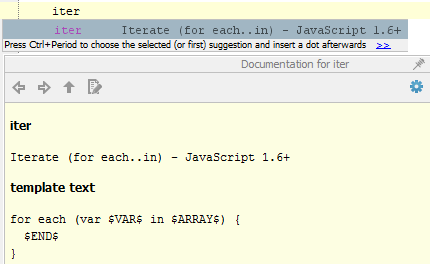 iter
iter Iterate (for each..in) - JavaScript 1.6+
Press Ctrl+Period to choose the selected (or first) suggestion and insert a dot afterwards >>
Documentation for iter
iter
Iterate (for each..in) - JavaScript 1.6+
template text
for each (var $VAR$ in $ARRAY$) {
  $END$
}